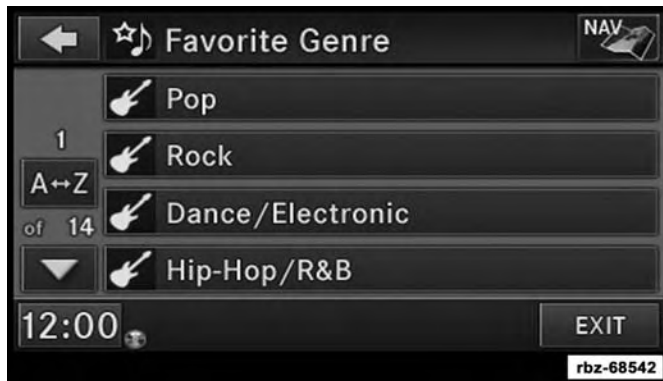 Favorite Genre
NAV
Pop
1
Rock
A↔Z
Dance/Electronic
of 14
Hip-Hop/R&B
12:00
EXIT
rbz-68542